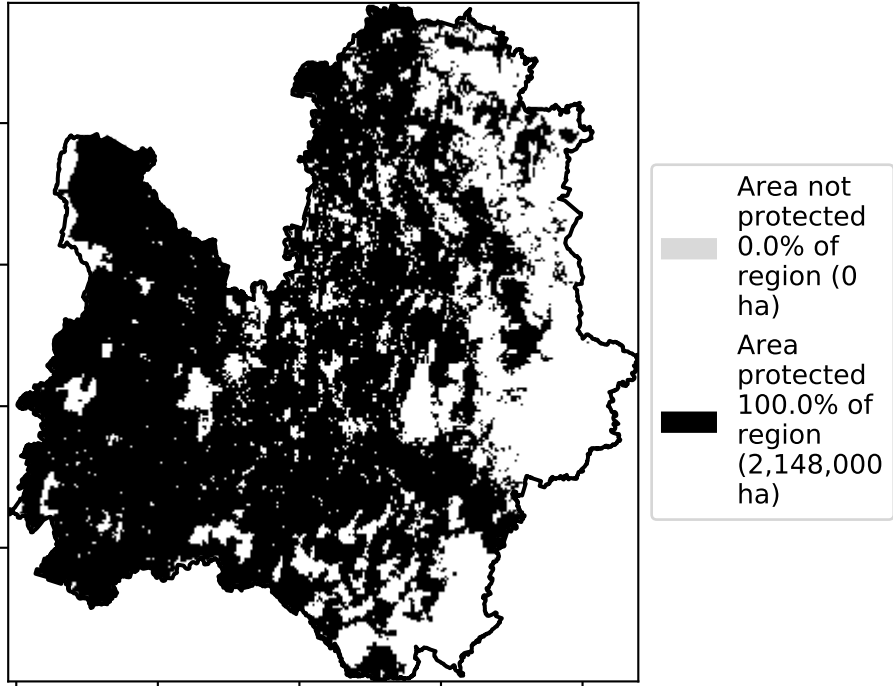 Area not
protected
0.0% of
region (0
ha)
Area
protected
100.0% of
region
(2,148,000
ha)